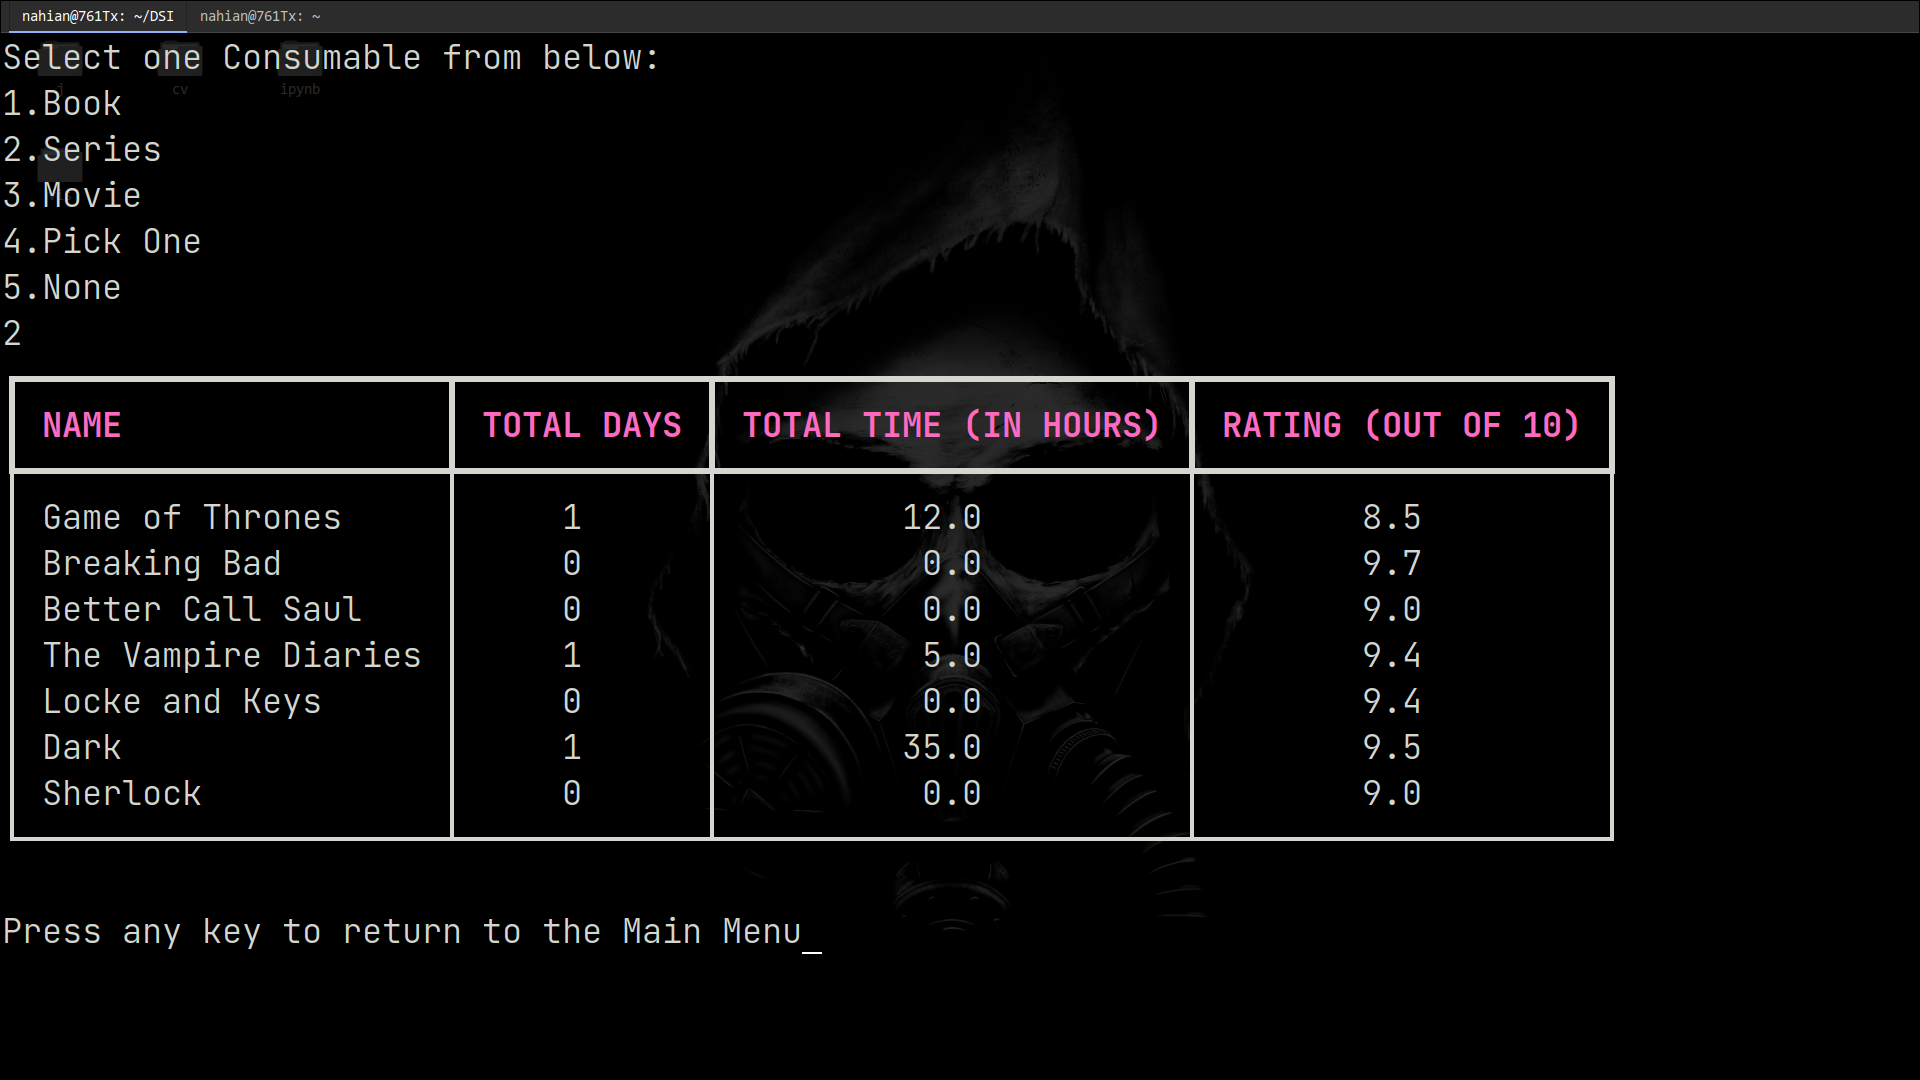 nahian@761Tx: ~/DSI nahian@761Tx: ~
Select one Consumable from below:
j cv ipynb
1.Book
2.Series
3.Movie
4.Pick One
5.None
2
NAME TOTAL DAYS TOTAL TIME (IN HOURS) RATING (OUT OF 10)
Game of Thrones 1 12.0 8.5
Breaking Bad 0 0.0 9.7
Better Call Saul 0 0.0 9.0
The Vampire Diaries 1 5.0 9.4
Locke and Keys 0 0.0 9.4
Dark 1 35.0 9.5
Sherlock 0 0.0 9.0
Press any key to return to the Main Menu_